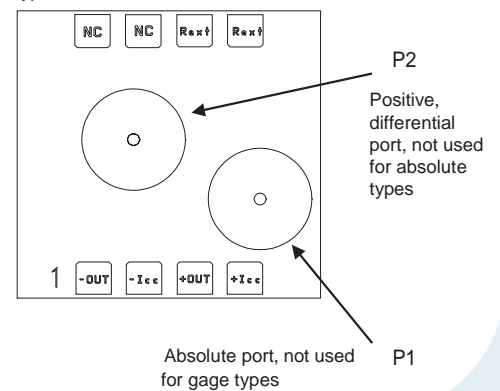 NC NC Rext Rext
P2
Positive,
differential
port, not used
for absolute
types
1 -OUT -Icc +OUT +Icc
Absolute port, not used
for gage types
P1